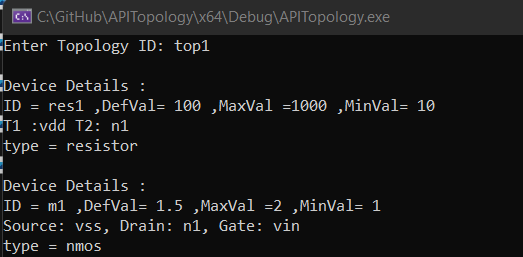 C:\GitHub\APITopology\x64\Debug\APITopology.exe
Enter Topology ID: top1
Device Details :
ID = res1 ,DefVal= 100 ,MaxVal =1000 ,MinVal= 10
T1 :vdd T2: n1
type = resistor
Device Details :
ID = m1 ,DefVal= 1.5 ,MaxVal =2 ,MinVal= 1
Source: vss, Drain: n1, Gate: vin
type = nmos